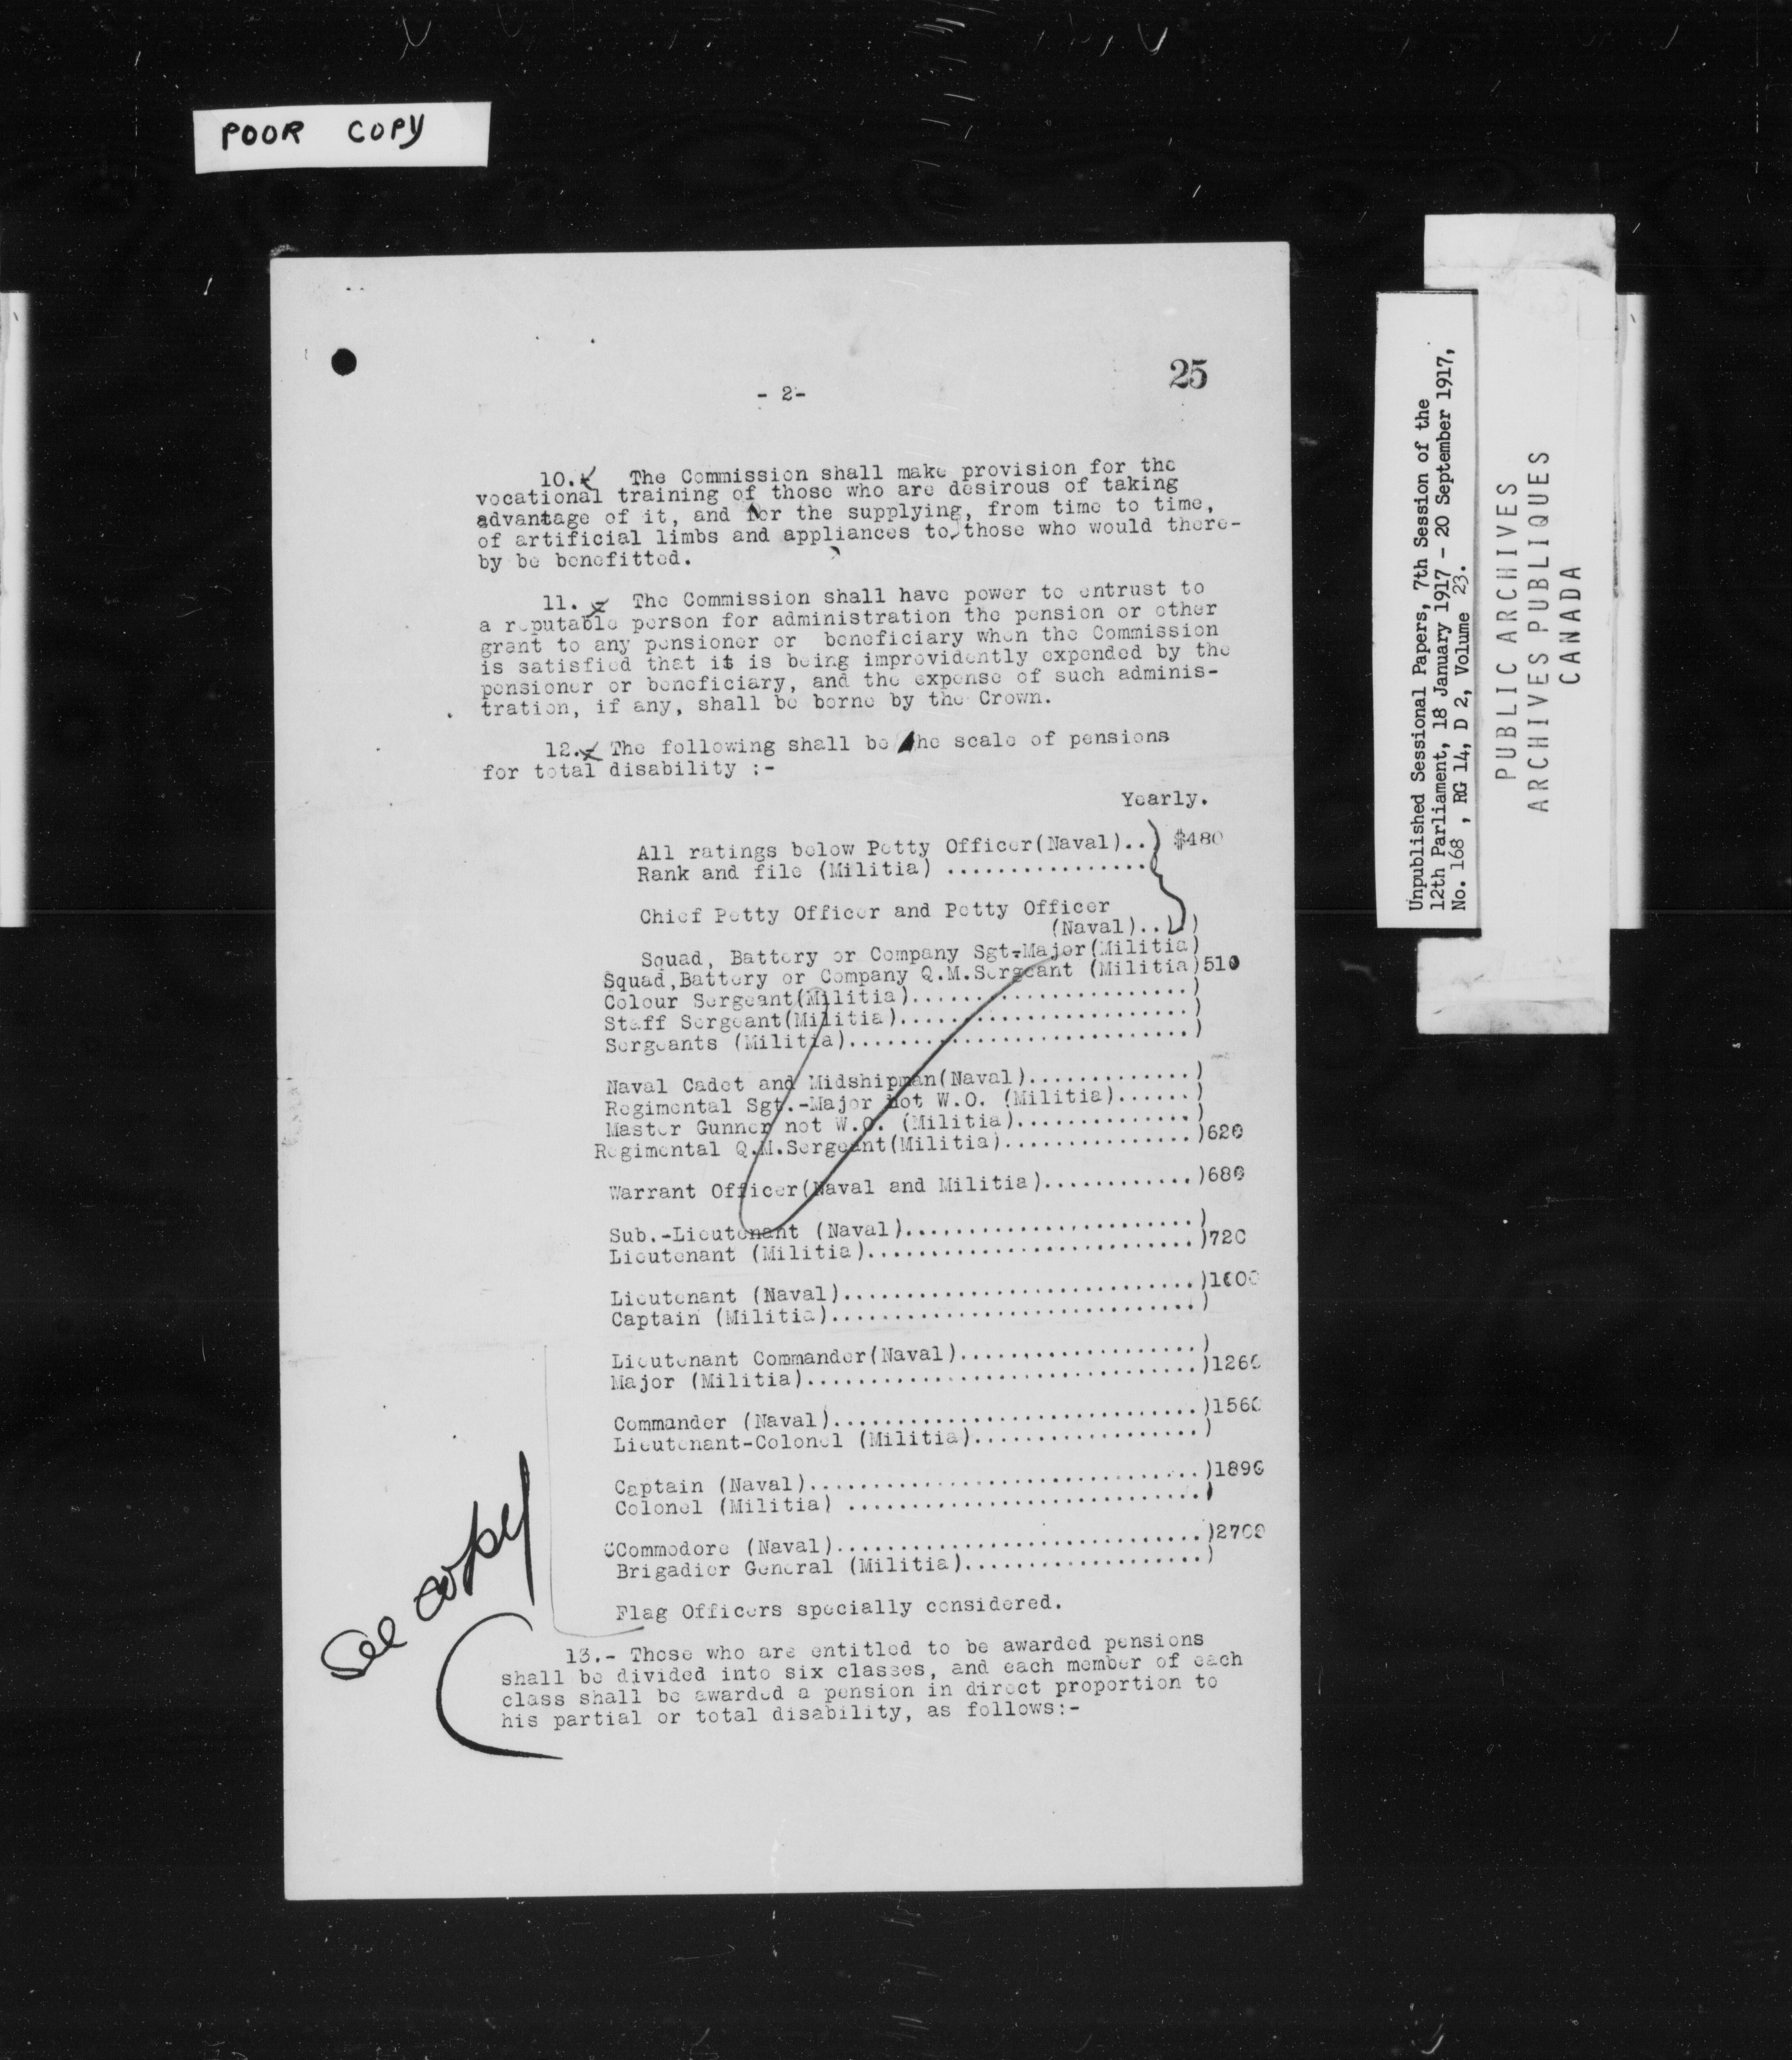 POOR COPY
25
- 2-
10.- The Commission shall make provision for the
vocational training of those who are desirous of taking
advantage of it, and for the supplying, from time to time,
of artificial limbs and appliances to those who would there-
by be benefitted.
11.- The Commission shall have power to entrust to
a reputable person for administration the pension or other
grant to any pensioner or beneficiary when the Commission
is satisfied that it is being improvidently expended by the
pensioner or beneficiary, and the expense of such adminis-
tration, if any, shall be borne by the Crown.
12.- The following shall be the scale of pensions
for total disability :-
Yearly.
All ratings below Petty Officer(Naval)..) $480
Rank and file (Militia) ................
Chief Petty Officer and Petty Officer
(Naval)..))
Squad, Battery or Company Sgt-Major(Militia)
Squad,Battery or Company Q.M.Sergeant (Militia)510
Colour Sergeant(Militia)........................)
Staff Sergeant(Militia).........................)
Sergeants (Militia).............................)
Naval Cadet and Midshipman(Naval)..............)
Regimental Sgt.-Major not W.O. (Militia)......)
Master Gunner not W.O. (Militia)...............)
Regimental Q.M.Sergeant(Militia)................)620
Warrant Officer(Naval and Militia).............)680
Sub.-Lieutenant (Naval)........................)
Lieutenant (Militia)............................)720
Lieutenant (Naval)..............................)1000
Captain (Militia)...............................)
Lieutenant Commander(Naval)....................)
Major (Militia).................................)1260
Commander (Naval)..............................)1560
Lieutenant-Colonel (Militia)...................)
Captain (Naval).................................)1890
Colonel (Militia) ..............................)
Commodore (Naval)...............................)2700
Brigadier General (Militia)....................)
Flag Officers specially considered.
See copy
13.- Those who are entitled to be awarded pensions
shall be divided into six classes, and each member of each
class shall be awarded a pension in direct proportion to
his partial or total disability, as follows:-
Unpublished Sessional Papers, 7th Session of the
12th Parliament, 18 January 1917 - 20 September 1917,
No. 168 , RG 14, D 2, Volume 23.
PUBLIC ARCHIVES
ARCHIVES PUBLIQUES
CANADA